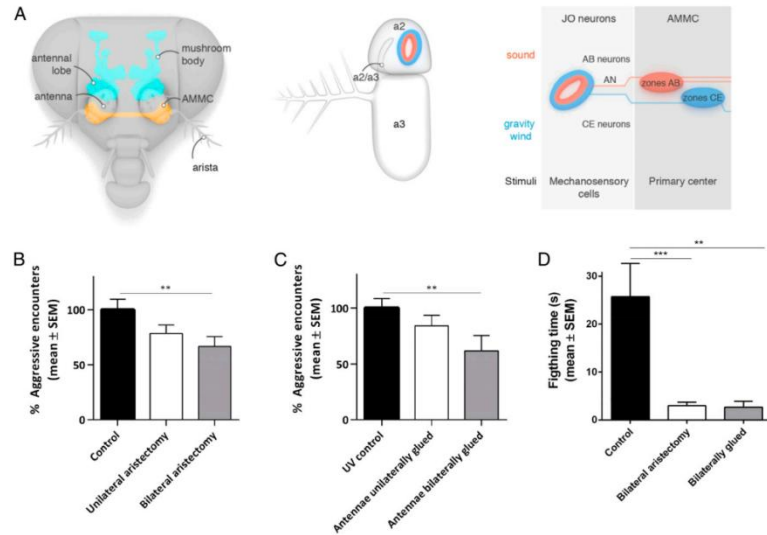 A
antennal
lobe
antenna
mushroom
body
AMMC
arista
a2
a2/a3
a3
JO neurons
AMMC
sound
AB neurons
AN
zones AB
zones CE
gravity
wind
CE neurons
Stimuli
Mechanosensory
cells
Primary center
B
% Aggressive encounters
(mean ± SEM)
100
50
0
**
Control
Unilateral aristectomy
Bilateral aristectomy
C
% Aggressive encounters
(mean ± SEM)
100
50
0
**
UV control
Antennae unilaterally glued
Antennae bilaterally glued
D
Figthing time (s)
(mean ± SEM)
30
20
10
0
**
***
Control
Bilateral aristectomy
Bilaterally glued